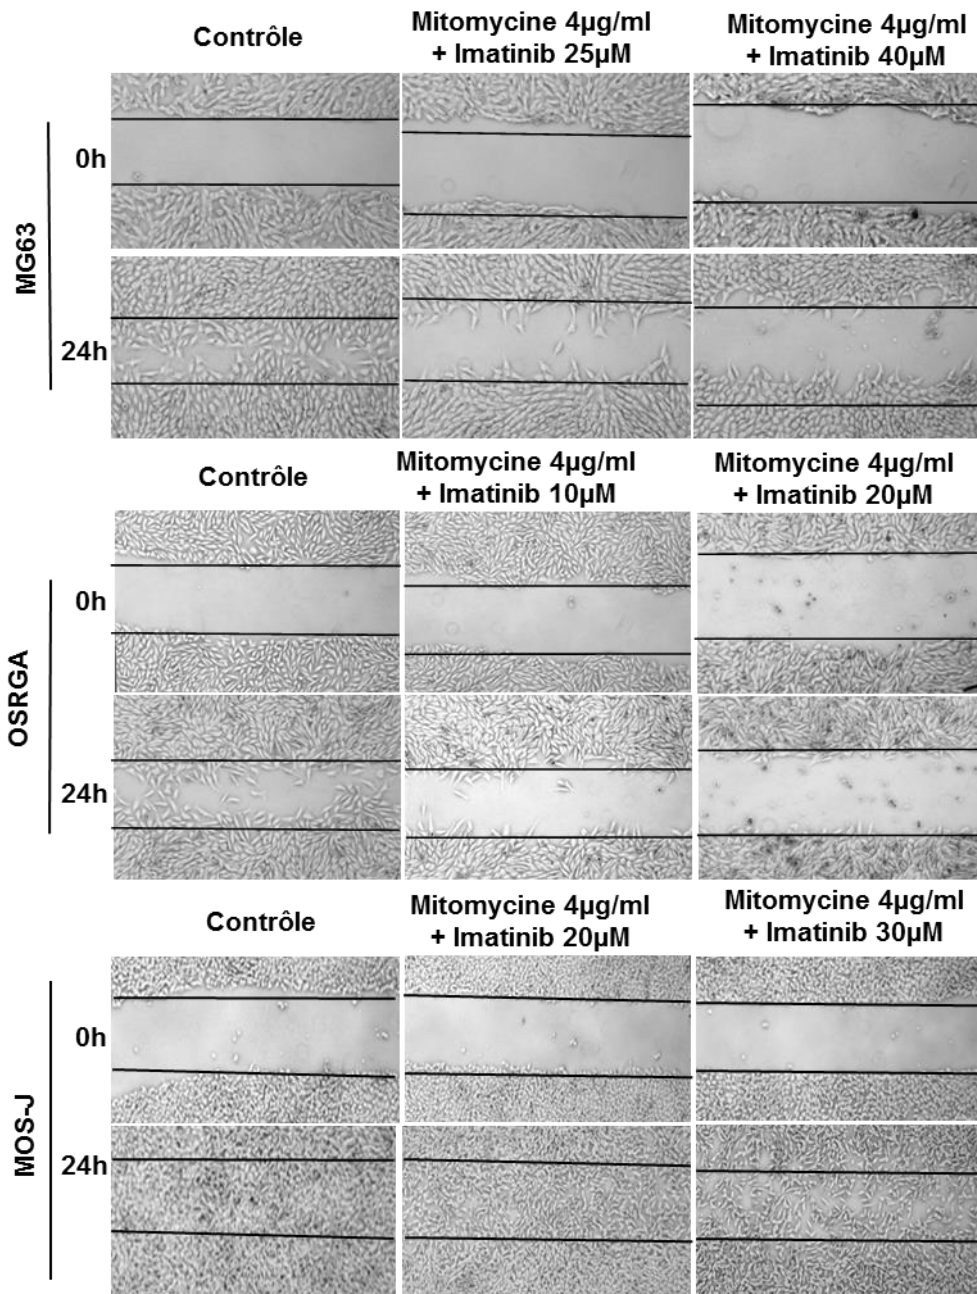 Contrôle
Mitomycine 4µg/ml
+ Imatinib 25µM
Mitomycine 4µg/ml
+ Imatinib 40µM
MG63
0h
24h
Contrôle
Mitomycine 4µg/ml
+ Imatinib 10µM
Mitomycine 4µg/ml
+ Imatinib 20µM
OSRGA
0h
24h
Contrôle
Mitomycine 4µg/ml
+ Imatinib 20µM
Mitomycine 4µg/ml
+ Imatinib 30µM
MOS-J
0h
24h